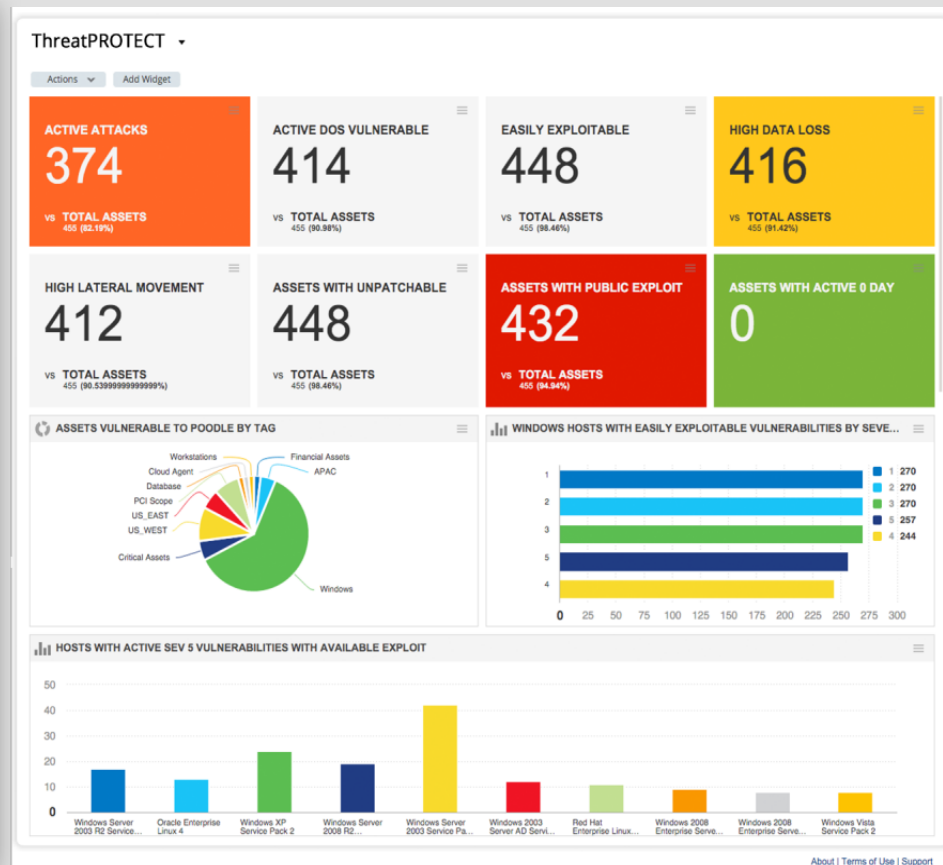 ThreatPROTECT
Actions
Add Widget
ACTIVE ATTACKS
374
vs TOTAL ASSETS
455 (82.19%)
ACTIVE DOS VULNERABLE
414
vs TOTAL ASSETS
455 (90.98%)
EASILY EXPLOITABLE
448
vs TOTAL ASSETS
455 (98.46%)
HIGH DATA LOSS
416
vs TOTAL ASSETS
455 (91.42%)
HIGH LATERAL MOVEMENT
412
vs TOTAL ASSETS
455 (90.53999999999999%)
ASSETS WITH UNPATCHABLE
448
vs TOTAL ASSETS
455 (98.46%)
ASSETS WITH PUBLIC EXPLOIT
432
vs TOTAL ASSETS
455 (94.94%)
ASSETS WITH ACTIVE 0 DAY
0
ASSETS VULNERABLE TO POODLE BY TAG
Workstations
Cloud Agent
Database
PCI Scope
US_EAST
US_WEST
Critical Assets
Financial Assets
APAC
Windows
WINDOWS HOSTS WITH EASILY EXPLOITABLE VULNERABILITIES BY SEVE...
1
2
3
5
4
0 25 50 75 100 125 150 175 200 225 250 275 300
1 270
2 270
3 270
5 257
4 244
HOSTS WITH ACTIVE SEV 5 VULNERABILITIES WITH AVAILABLE EXPLOIT
50
40
30
20
10
0
Windows Server
2003 R2 Service...
Oracle Enterprise
Linux 4
Windows XP
Service Pack 2
Windows Server
2008 R2...
Windows Server
2003 Service Pa...
Windows 2003
Server AD Servi...
Red Hat
Enterprise Linux...
Windows 2008
Enterprise Serve...
Windows 2008
Enterprise Serve...
Windows Vista
Service Pack 2
About | Terms of Use | Support